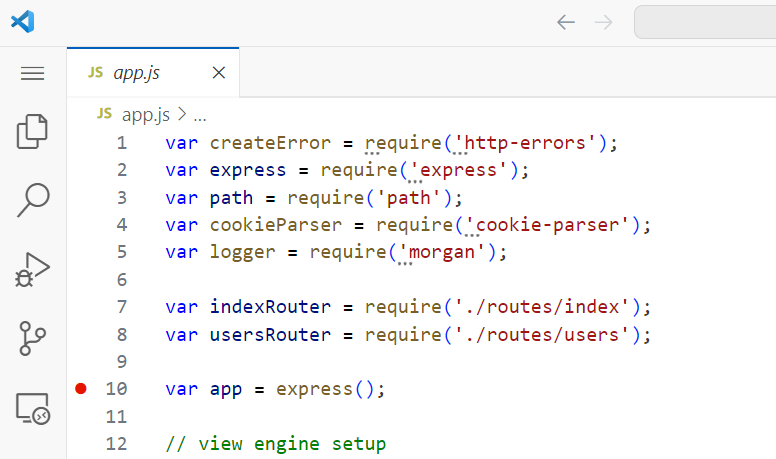 JS app.js
JS app.js > ...
1 var createError = require('http-errors');
2 var express = require('express');
3 var path = require('path');
4 var cookieParser = require('cookie-parser');
5 var logger = require('morgan');
6
7 var indexRouter = require('./routes/index');
8 var usersRouter = require('./routes/users');
9
10 var app = express();
11
12 // view engine setup